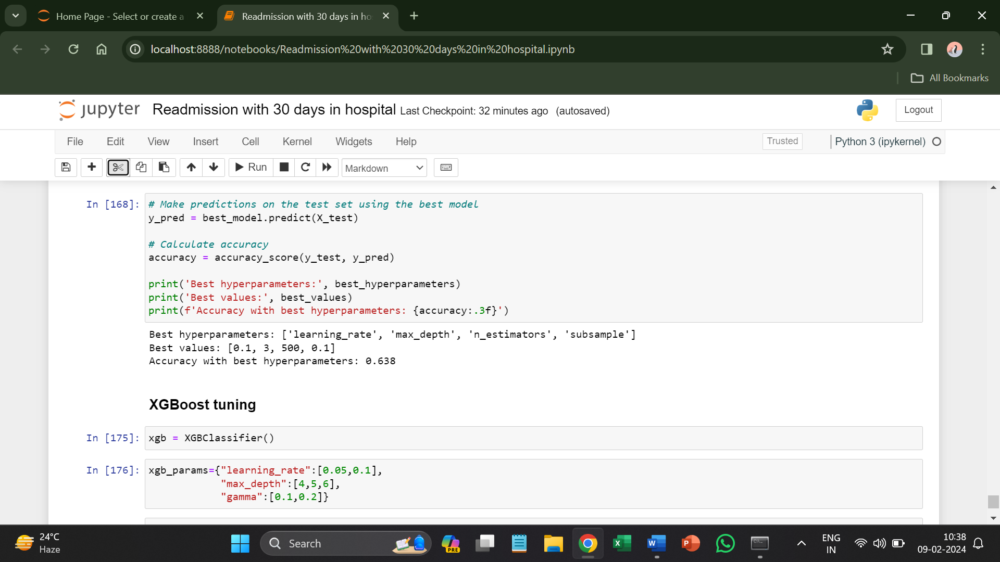 Home Page - Select or create a
Readmission with 30 days in ho
localhost:8888/notebooks/Readmission%20with%2030%20days%20in%20hospital.ipynb
All Bookmarks
jupyter Readmission with 30 days in hospital Last Checkpoint: 32 minutes ago (autosaved)
Logout
File Edit View Insert Cell Kernel Widgets Help
Trusted
Python 3 (ipykernel)
Run
Markdown
In [168]: # Make predictions on the test set using the best model
y_pred = best_model.predict(X_test)
# Calculate accuracy
accuracy = accuracy_score(y_test, y_pred)
print('Best hyperparameters:', best_hyperparameters)
print('Best values:', best_values)
print(f'Accuracy with best hyperparameters: {accuracy:.3f}')
Best hyperparameters: ['learning_rate', 'max_depth', 'n_estimators', 'subsample']
Best values: [0.1, 3, 500, 0.1]
Accuracy with best hyperparameters: 0.638
XGBoost tuning
In [175]: xgb = XGBClassifier()
In [176]: xgb_params={"learning_rate":[0.05,0.1],
"max_depth":[4,5,6],
"gamma":[0.1,0.2]}
24°C
Haze
Search
PRE
X
W
P
ENG
IN
10:38
09-02-2024